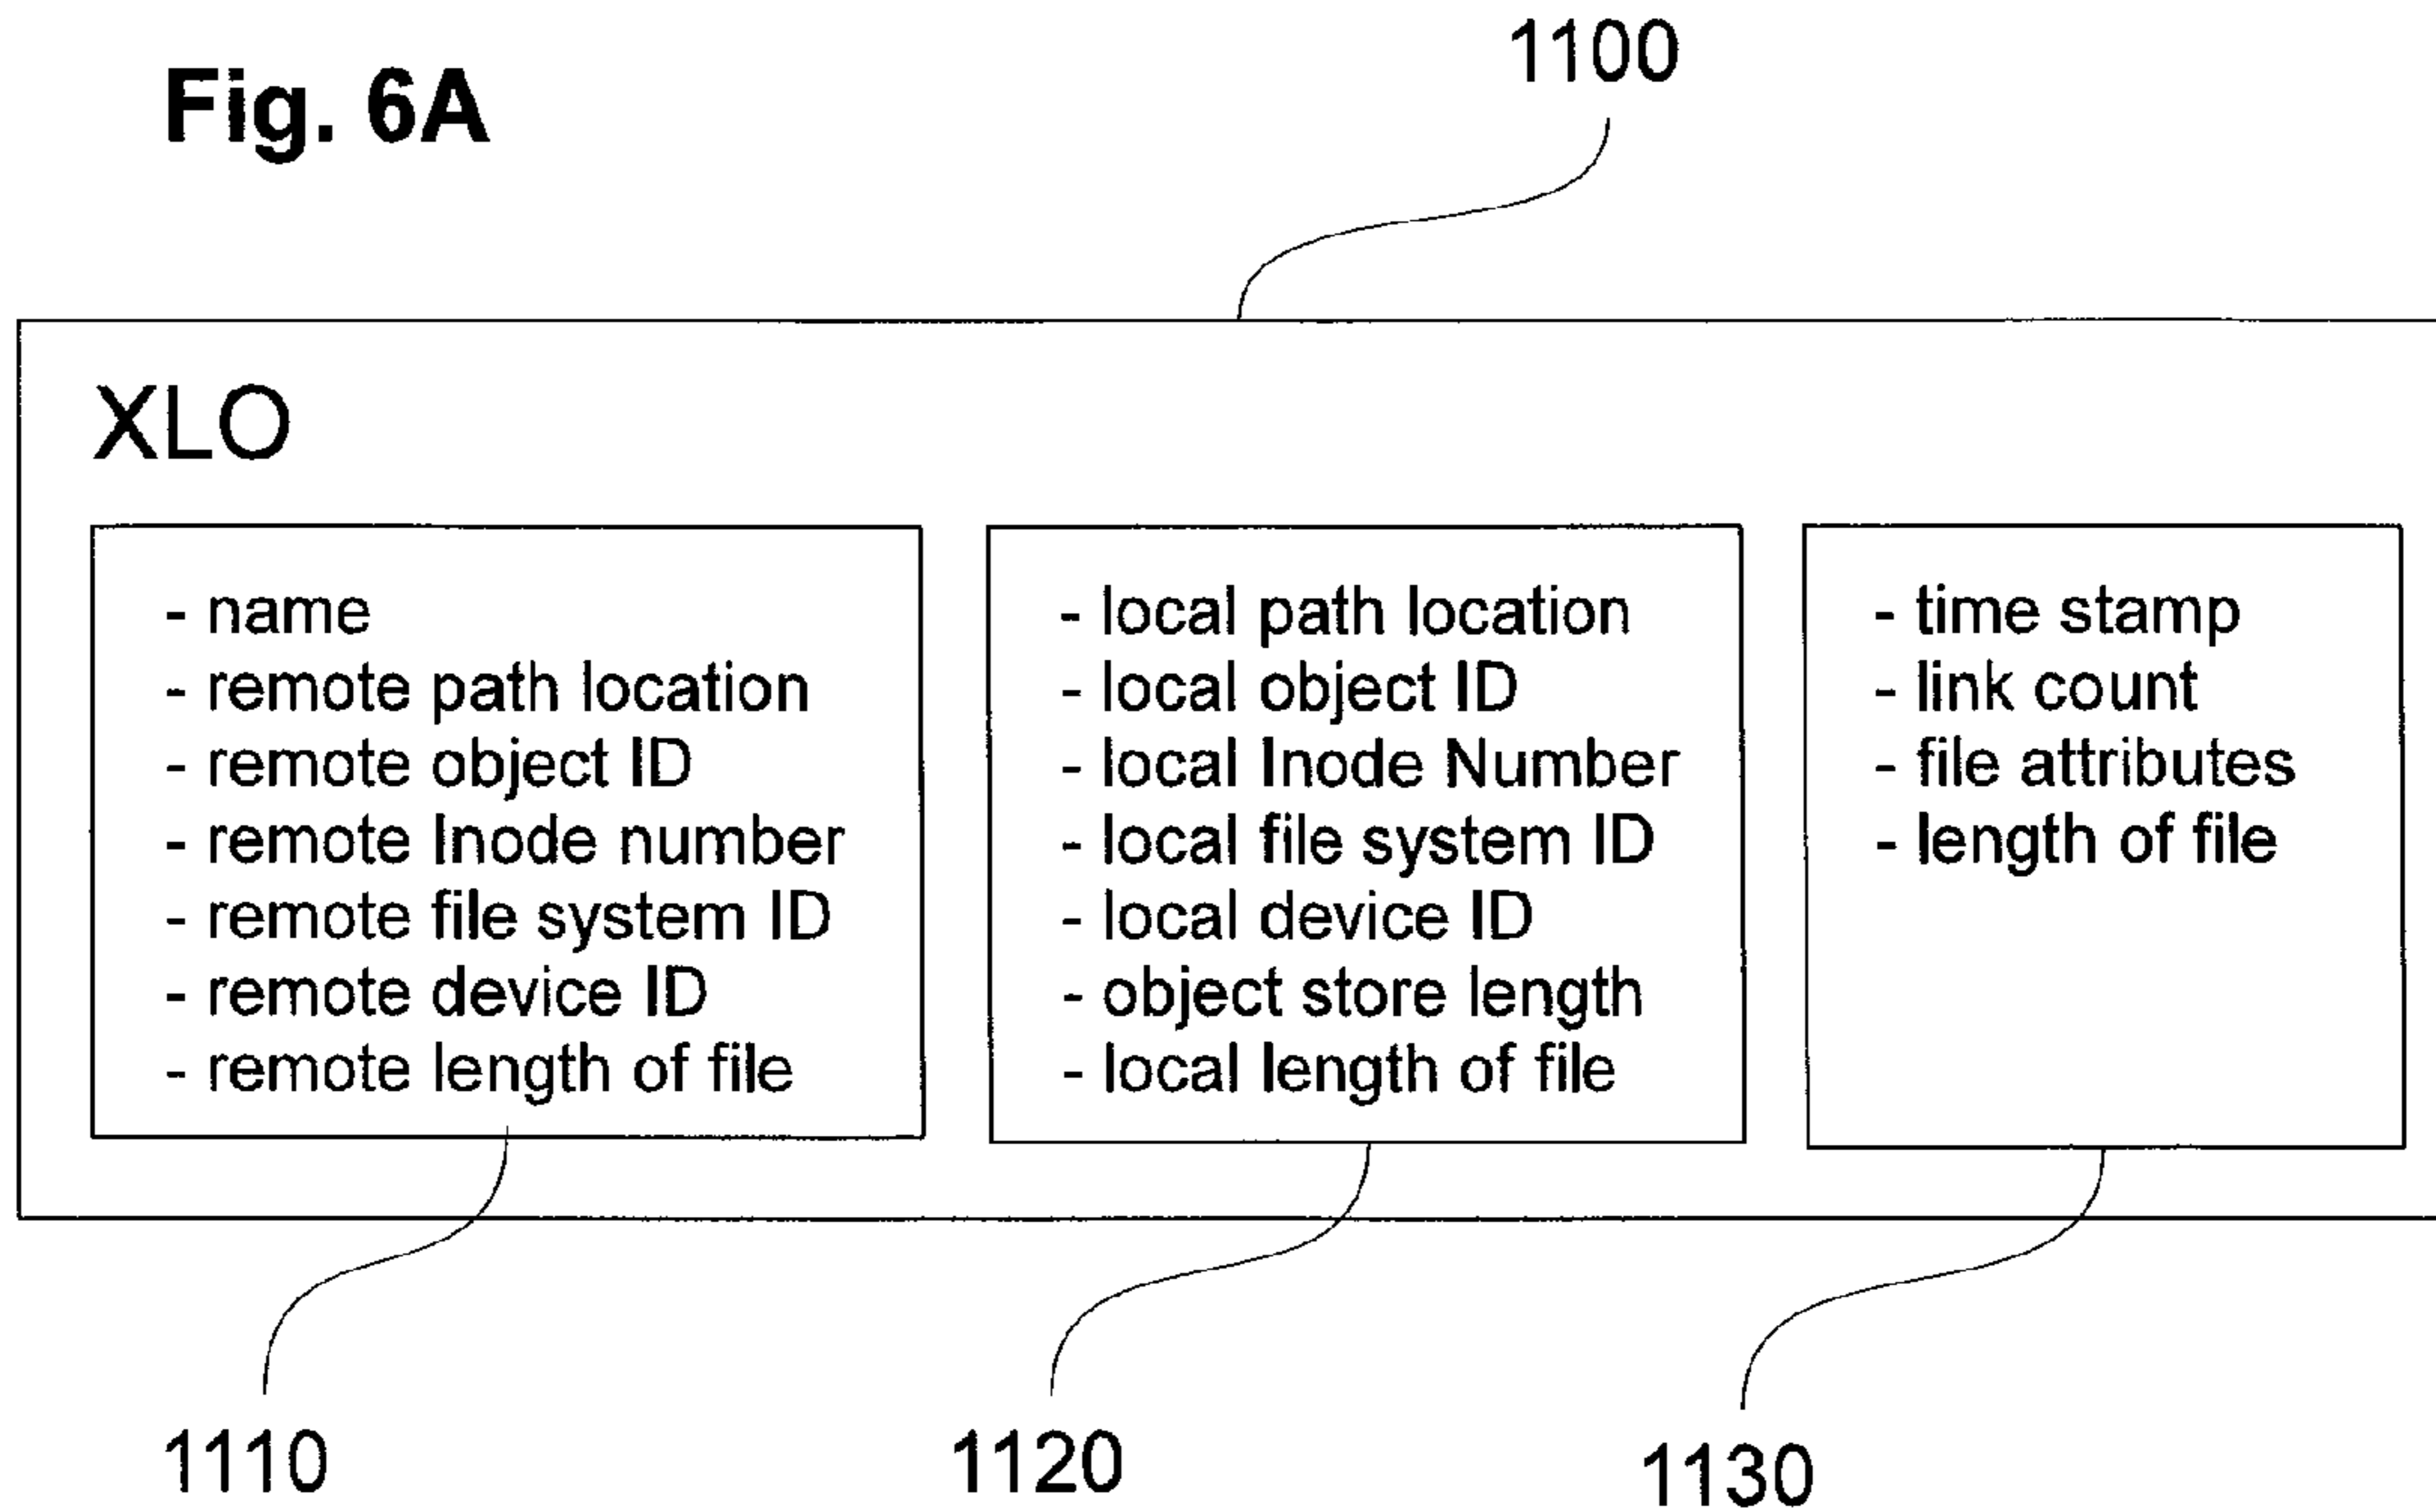 Fig. 6A
1100
XLO
- name
- remote path location
- remote object ID
- remote Inode number
- remote file system ID
- remote device ID
- remote length of file
- local path location
- local object ID
- local Inode Number
- local file system ID
- local device ID
- object store length
- local length of file
- time stamp
- link count
- file attributes
- length of file
1110
1120
1130